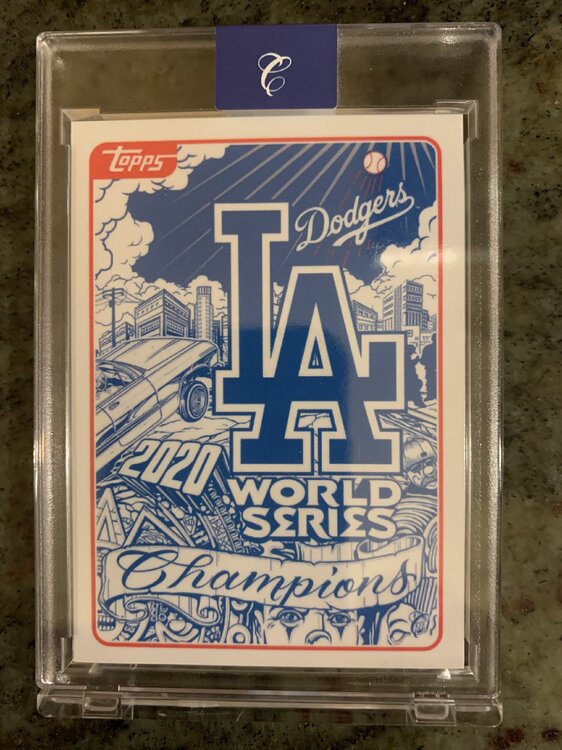 C
Topps
Dodgers
LA
2020
WORLD
SERIES
Champions